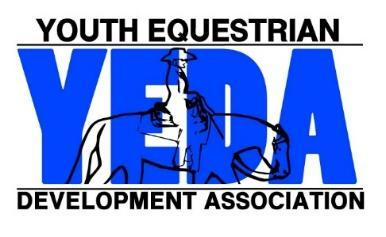 YOUTH EQUESTRIAN
YEDA
DEVELOPMENT ASSOCIATION